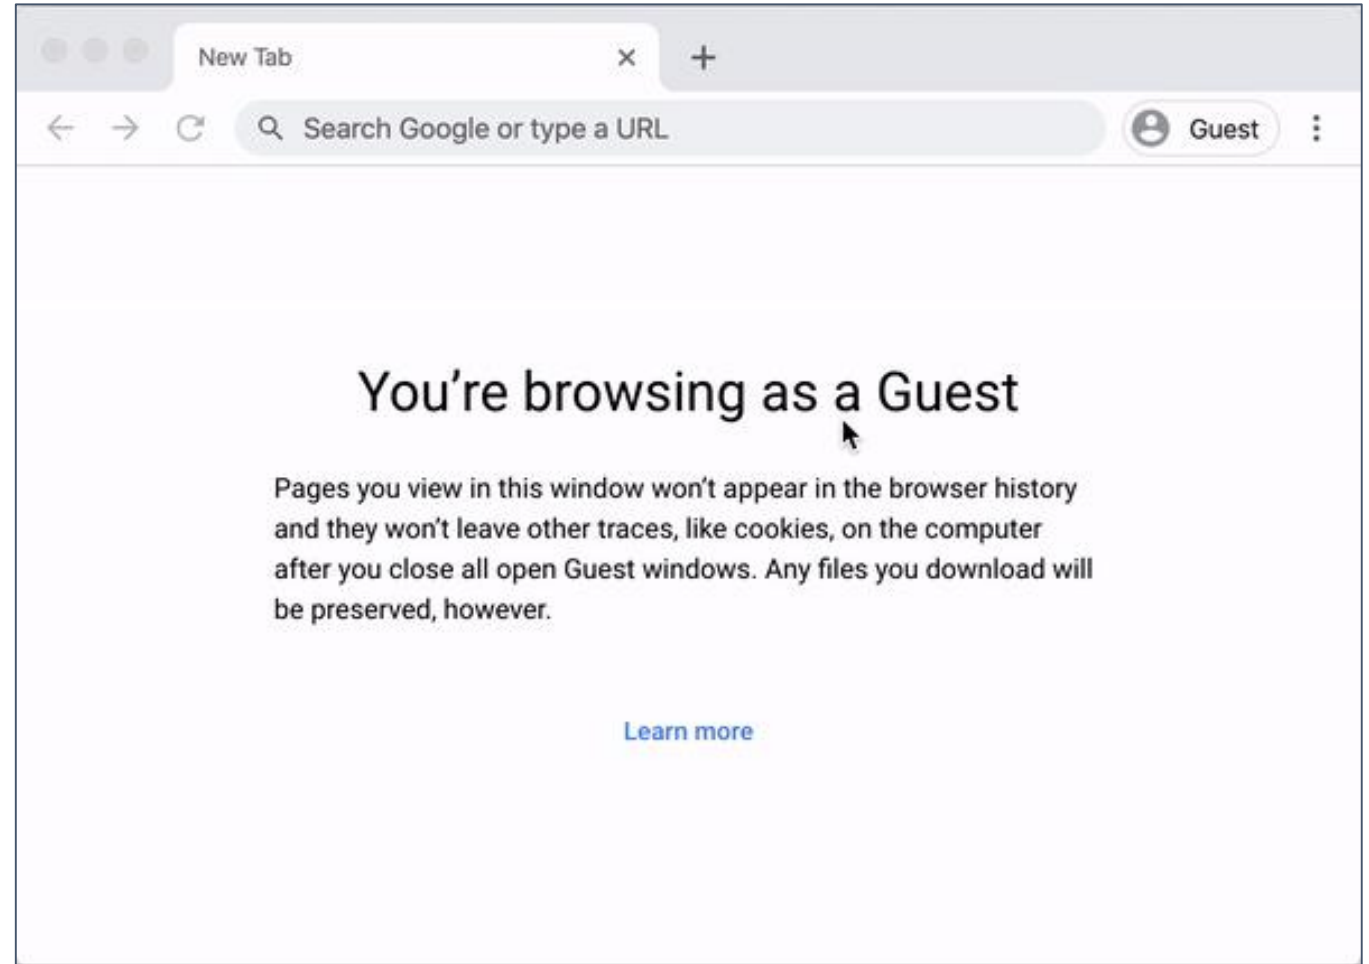 New Tab
Search Google or type a URL
Guest
You’re browsing as a Guest
Pages you view in this window won’t appear in the browser history
and they won’t leave other traces, like cookies, on the computer
after you close all open Guest windows. Any files you download will
be preserved, however.
Learn more